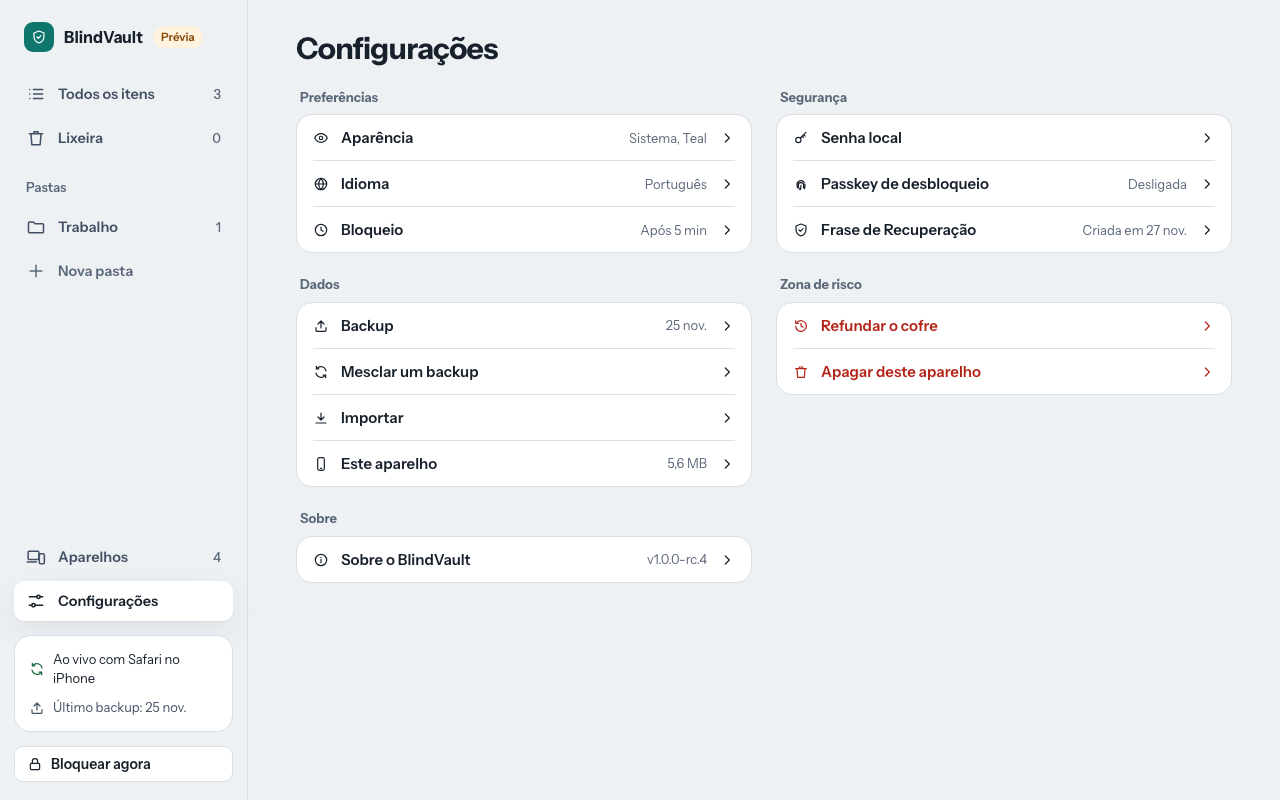 BlindVault Prévia
Todos os itens 3
Lixeira 0
Pastas
Trabalho 1
Nova pasta
Aparelhos 4
Configurações
Ao vivo com Safari no
iPhone
Último backup: 25 nov.
Bloquear agora
Configurações
Preferências
Aparência Sistema, Teal
Idioma Português
Bloqueio Após 5 min
Dados
Backup 25 nov.
Mesclar um backup
Importar
Este aparelho 5,6 MB
Sobre
Sobre o BlindVault v1.0.0-rc.4
Segurança
Senha local
Passkey de desbloqueio Desligada
Frase de Recuperação Criada em 27 nov.
Zona de risco
Refundar o cofre
Apagar deste aparelho